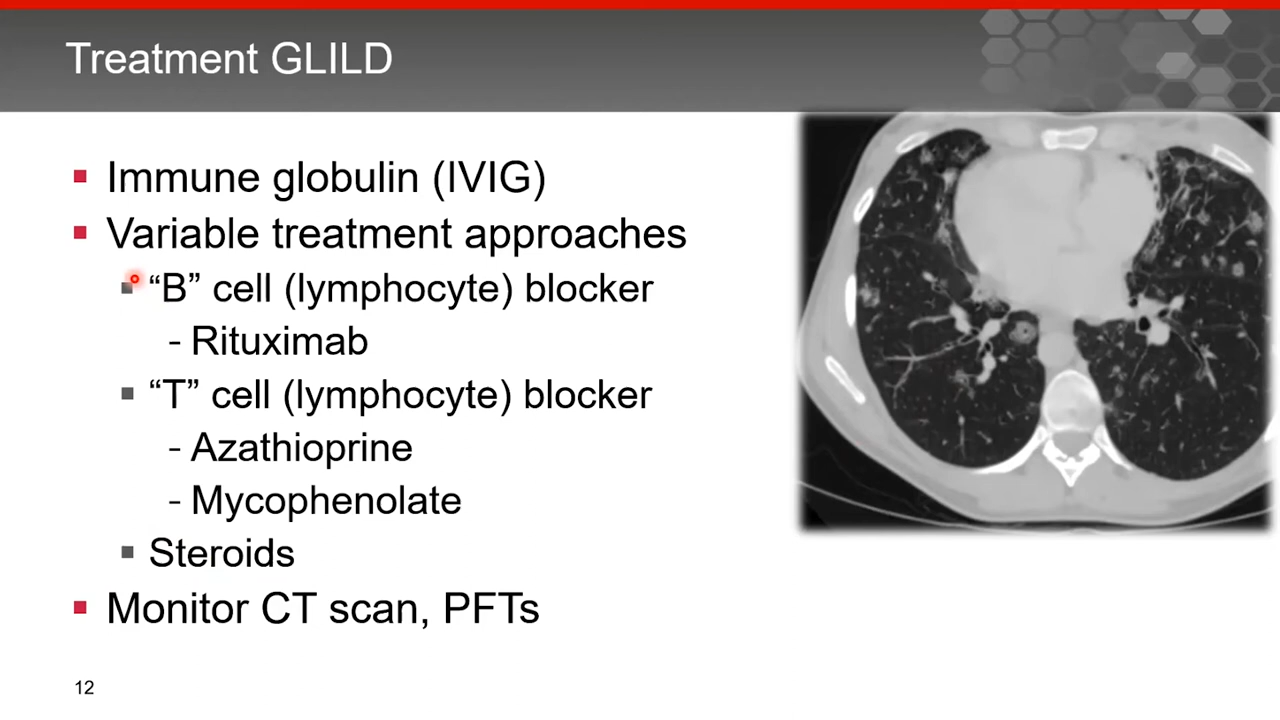 Treatment GLILD
Immune globulin (IVIG)
Variable treatment approaches
“B” cell (lymphocyte) blocker
- Rituximab
“T” cell (lymphocyte) blocker
- Azathioprine
- Mycophenolate
Steroids
Monitor CT scan, PFTs
12